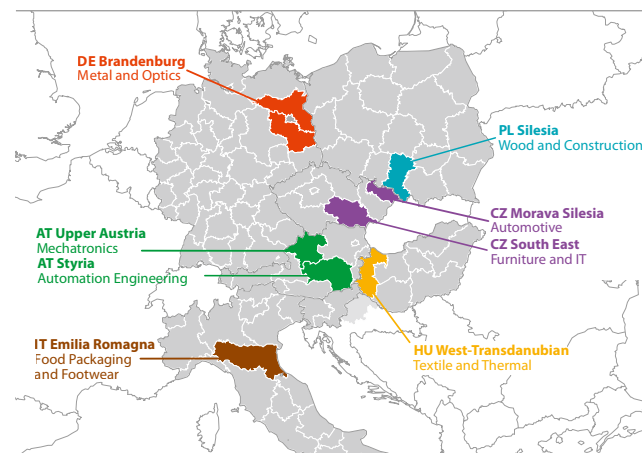 DE Brandenburg
Metal and Optics
PL Silesia
Wood and Construction
CZ Morava Silesia
Automotive
CZ South East
Furniture and IT
AT Upper Austria
Mechatronics
AT Styria
Automation Engineering
IT Emilia Romagna
Food Packaging
and Footwear
HU West-Transdanubian
Textile and Thermal